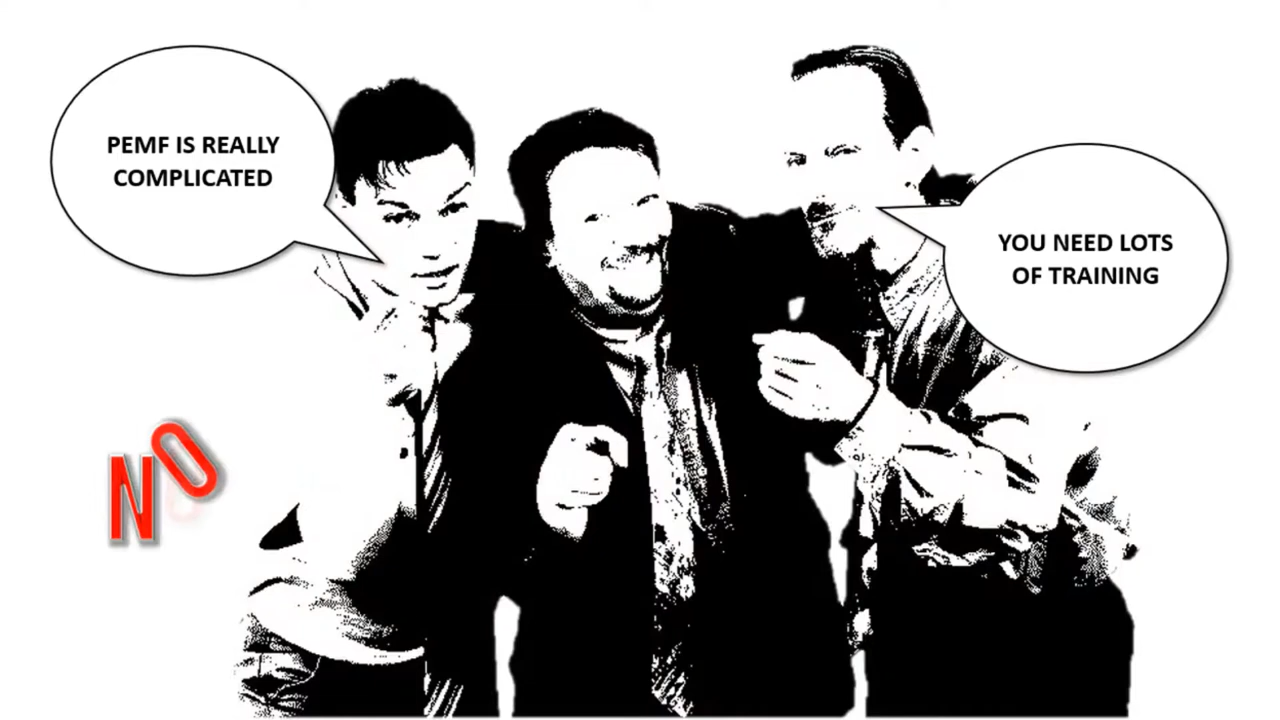 PEMF IS REALLY
COMPLICATED
YOU NEED LOTS
OF TRAINING
NO